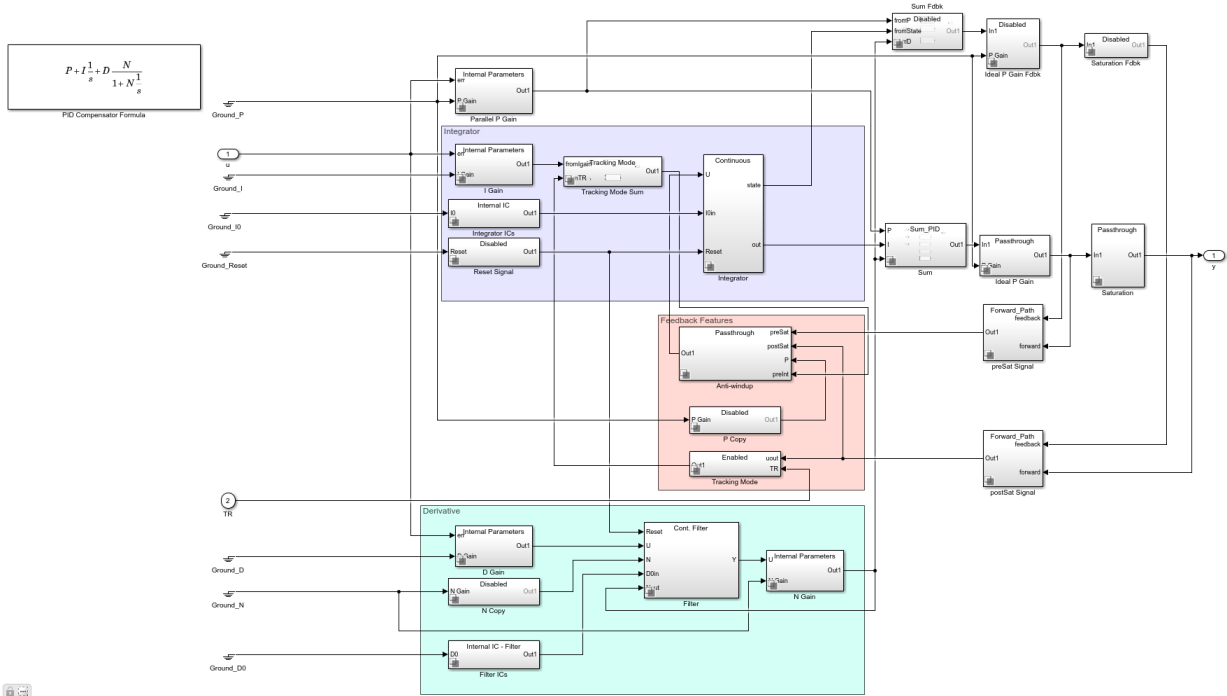 P + I 1/s + D N/(1 + N 1/s)
PID Compensator Formula
Sum Fdbk
Disabled
fromP
fromState
Out1
Disabled
In1
Out1
P Gain
Ideal P Gain Fdbk
Disabled
In1
Out1
Saturation Fdbk
Internal Parameters
err
Out1
P Gain
Parallel P Gain
Ground_P
Integrator
1
u
Ground_I
Internal Parameters
err
Out1
I Gain
Tracking Mode
fromIgain
Out1
Tracking Mode Sum
Continuous
U
state
I0in
out
Reset
Integrator
Ground_I0
Internal IC
I0
Out1
Integrator ICs
Ground_Reset
Disabled
Reset
Out1
Reset Signal
Sum_PID
P
I
Out1
Sum
Passthrough
In1
Out1
Ideal P Gain
Passthrough
In1
Out1
Saturation
1
y
Feedback Features
Passthrough
preSat
postSat
P
preInt
Out1
Anti-windup
Forward_Path
feedback
Out1
forward
preSat Signal
Disabled
P Gain
Out1
P Copy
Enabled
uout
TR
Out1
Tracking Mode
Forward_Path
feedback
Out1
forward
postSat Signal
2
TR
Derivative
Internal Parameters
err
Out1
D Gain
Ground_D
Disabled
N Gain
Out1
N Copy
Ground_N
Cont. Filter
Reset
U
N
Y
D0in
Filter
Internal Parameters
U
Out1
N Gain
Internal IC - Filter
D0
Out1
Filter ICs
Ground_D0